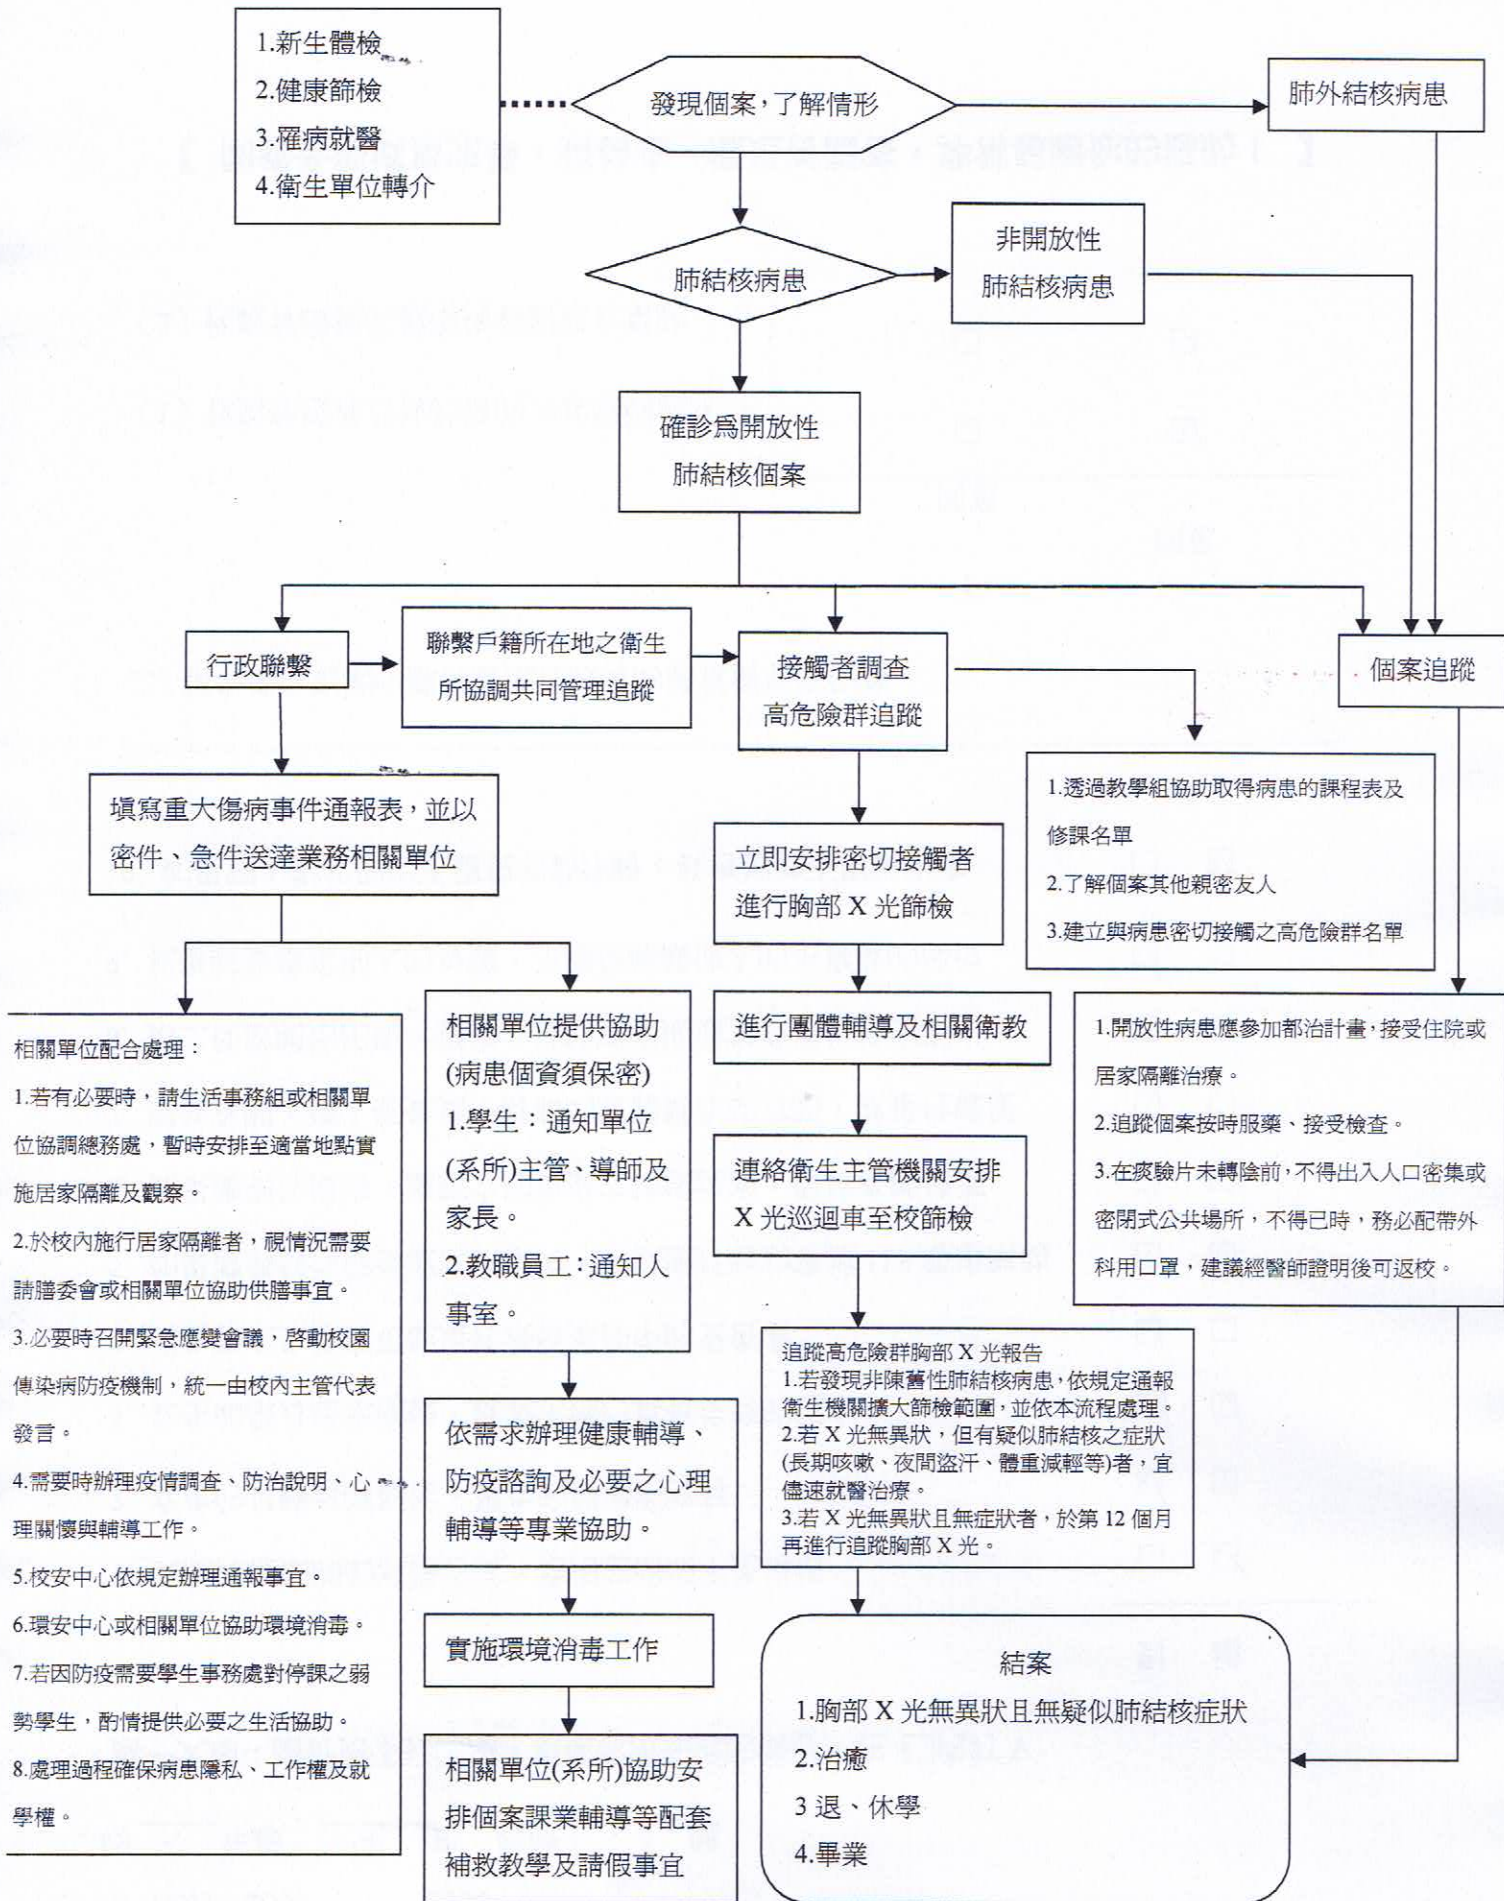 1.新生體檢
2.健康篩檢
3.罹病就醫
4.衛生單位轉介
發現個案，了解情形
肺外結核病患
肺結核病患
非開放性
肺結核病患
確診為開放性
肺結核個案
行政聯繫
聯繫戶籍所在地之衛生
所協調共同管理追蹤
接觸者調查
高危險群追蹤
個案追蹤
填寫重大傷病事件通報表，並以
密件、急件送達業務相關單位
立即安排密切接觸者
進行胸部 X 光篩檢
1.透過教學組協助取得病患的課程表及
修課名單
2.了解個案其他親密友人
3.建立與病患密切接觸之高危險群名單
相關單位配合處理：
1.若有必要時，請生活事務組或相關單
位協調總務處，暫時安排至適當地點實
施居家隔離及觀察。
2.於校內施行居家隔離者，視情況需要
請膳委會或相關單位協助供膳事宜。
3.必要時召開緊急應變會議，啓動校園
傳染病防疫機制，統一由校內主管代表
發言。
4.需要時辦理疫情調查、防治說明、心
理關懷與輔導工作。
5.校安中心依規定辦理通報事宜。
6.環安中心或相關單位協助環境消毒。
7.若因防疫需要學生事務處對停課之弱
勢學生，酌情提供必要之生活協助。
8.處理過程確保病患隱私、工作權及就
學權。
相關單位提供協助
(病患個資須保密)
1.學生：通知單位
(系所)主管、導師及
家長。
2.教職員工：通知人
事室。
依需求辦理健康輔導、
防疫諮詢及必要之心理
輔導等專業協助。
實施環境消毒工作
相關單位(系所)協助安
排個案課業輔導等配套
補救教學及請假事宜
進行團體輔導及相關衛教
連絡衛生主管機關安排
X 光巡迴車至校篩檢
追蹤高危險群胸部 X 光報告
1.若發現非陳舊性肺結核病患，依規定通報
衛生機關擴大篩檢範圍，並依本流程處理。
2.若 X 光無異狀，但有疑似肺結核之症狀
(長期咳嗽、夜間盜汗、體重減輕等)者，宜
儘速就醫治療。
3.若 X 光無異狀且無症狀者，於第 12 個月
再進行追蹤胸部 X 光。
1.開放性病患應參加都治計畫，接受住院或
居家隔離治療。
2.追蹤個案按時服藥、接受檢查。
3.在痰驗片未轉陰前，不得出入人口密集或
密閉式公共場所，不得已時，務必配帶外
科用口罩，建議經醫師證明後可返校。
結案
1.胸部 X 光無異狀且無疑似肺結核症狀
2.治癒
3 退、休學
4.畢業